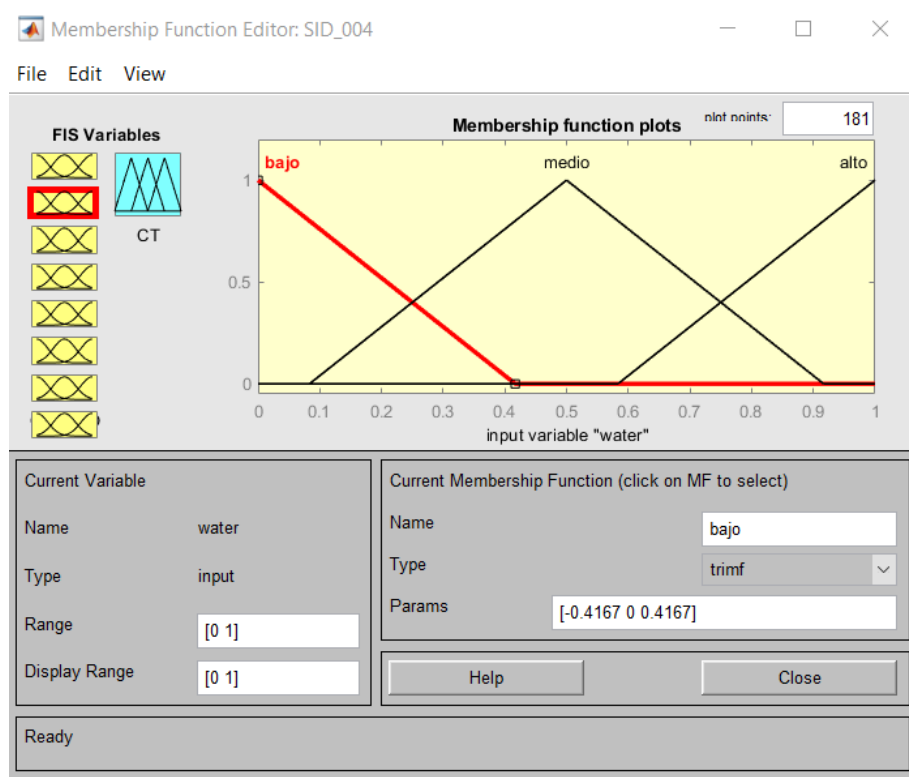 Membership Function Editor: SID_004
File Edit View
FIS Variables
CT
Membership function plots
plot points:
181
bajo
medio
alto
1
0.5
0
0 0.1 0.2 0.3 0.4 0.5 0.6 0.7 0.8 0.9 1
input variable "water"
Current Variable
Name water
Type input
Range [0 1]
Display Range [0 1]
Current Membership Function (click on MF to select)
Name bajo
Type trimf
Params [-0.4167 0 0.4167]
Help
Close
Ready